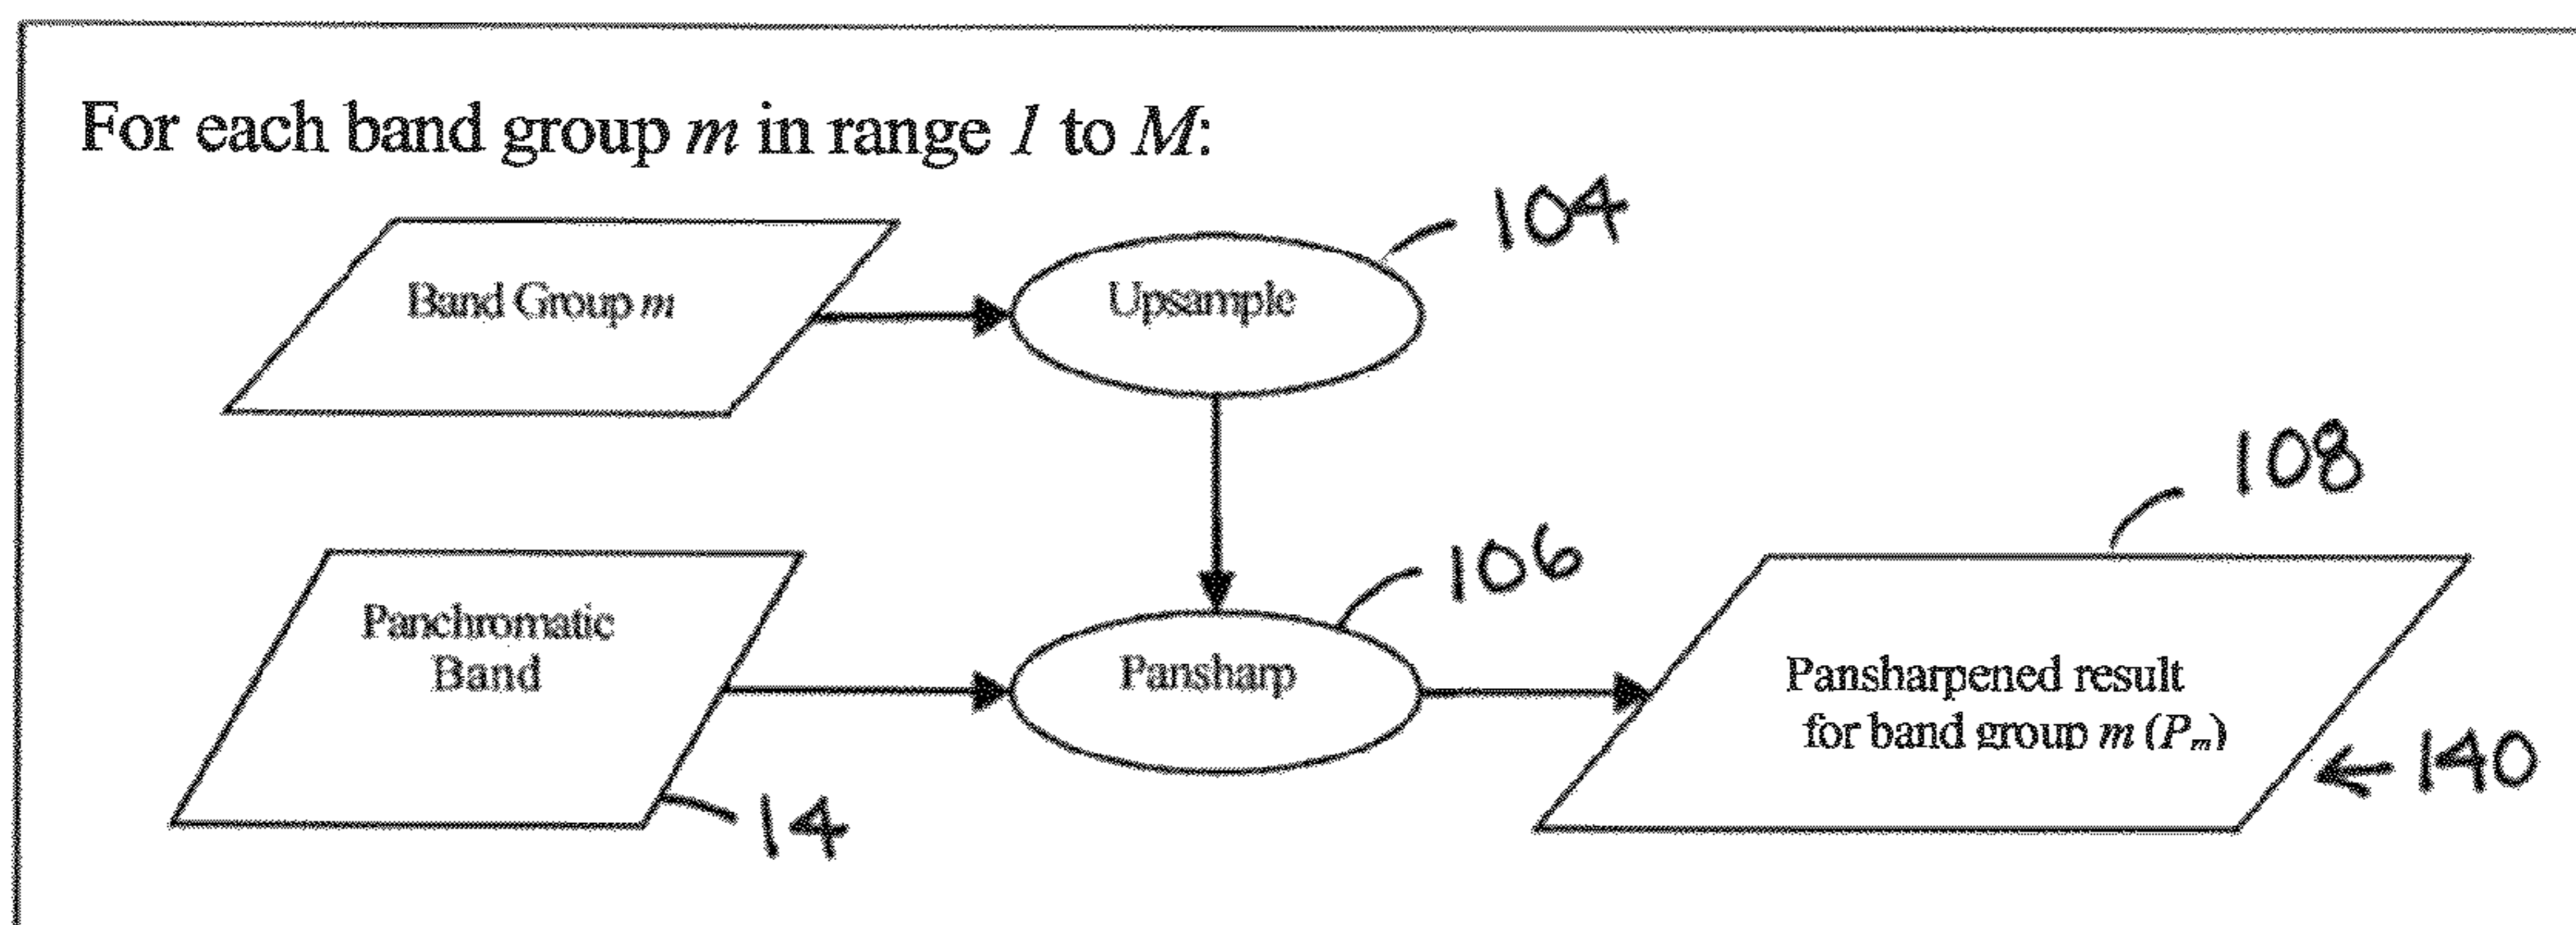 For each band group m in range 1 to M:
104
Band Group m
Upsample
108
106
Panchromatic
Band
Pansharp
Pansharpened result
for band group m (Pm)
140
14